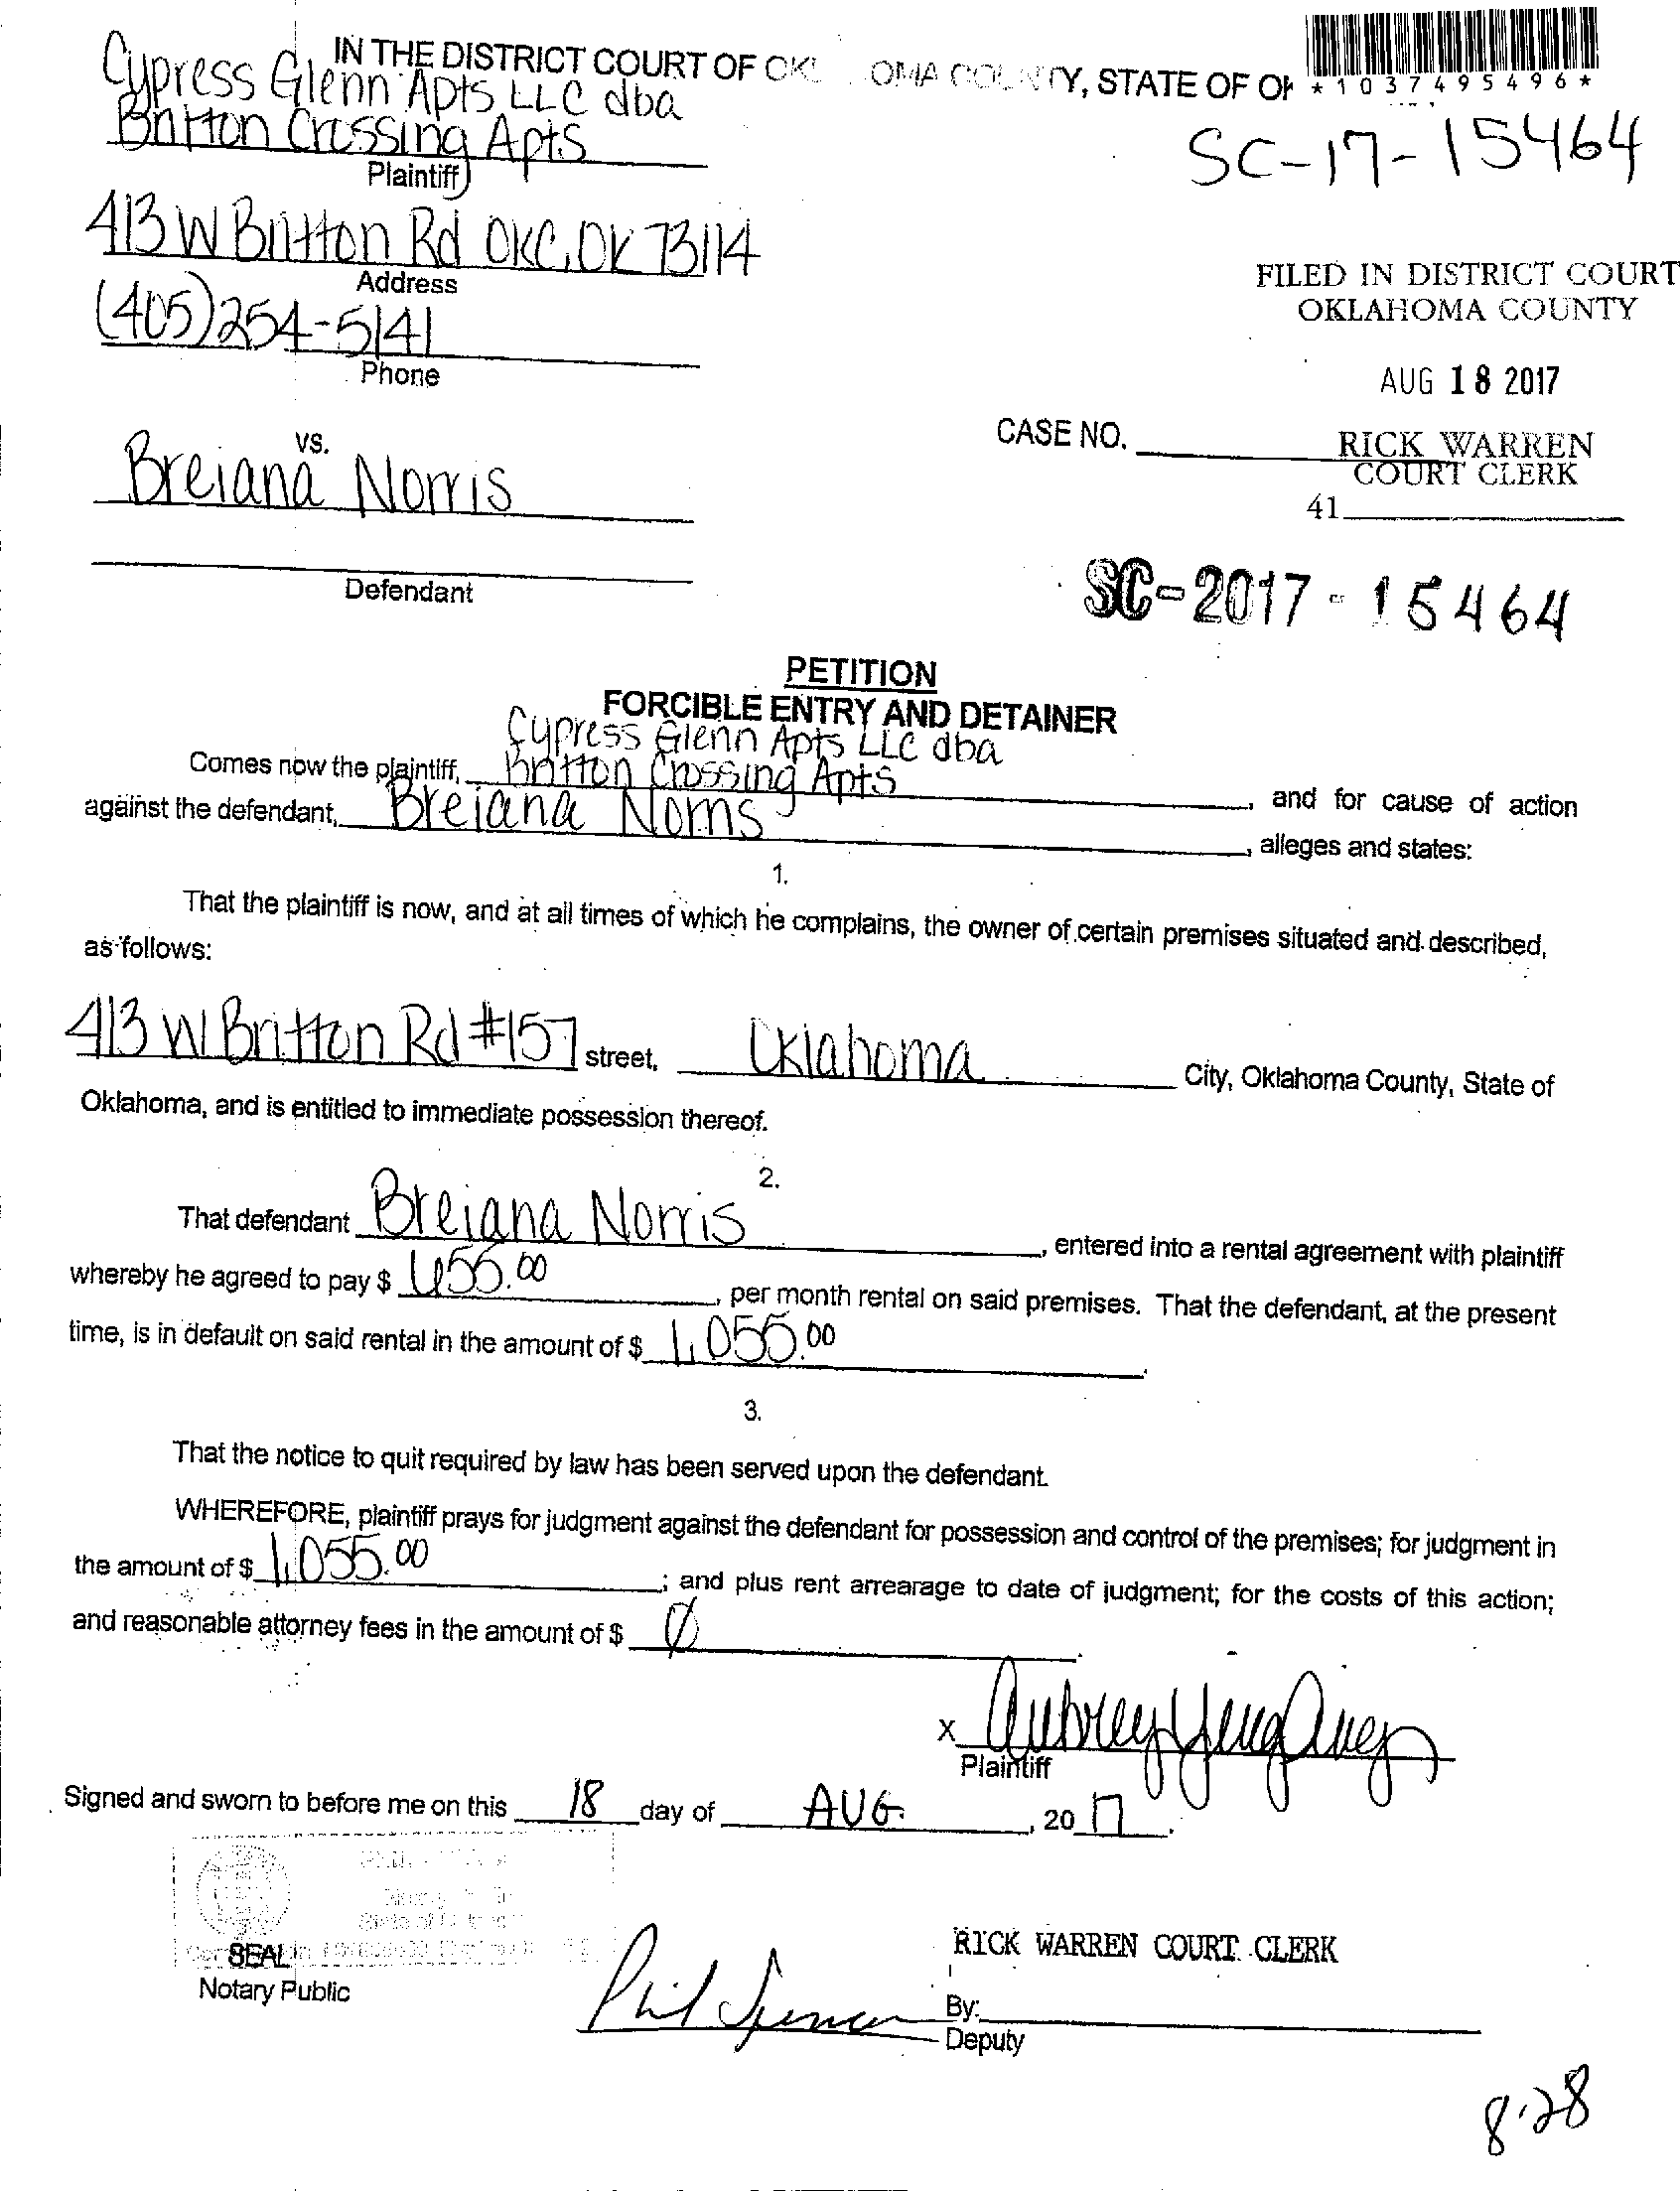 IN THE DISTRICT COURT OF OKL OMA COUNTY, STATE OF OK
*1037495496*
Cypress Glenn Apts LLC dba
Britton Crossing Apts
Plaintiff
SC-17-15464
413 W Britton Rd OKC, OK 73114
Address
(405)254-5141
Phone
FILED IN DISTRICT COURT
OKLAHOMA COUNTY
AUG 18 2017
RICK WARREN
COURT CLERK
41
CASE NO.
vs.
Breiana Norris
Defendant
SC-2017-15464
PETITION
FORCIBLE ENTRY AND DETAINER
Cypress Glenn Apts LLC dba
Comes now the plaintiff, Britton Crossing Apts, and for cause of action
against the defendant, Breiana Norris, alleges and states:
1.
That the plaintiff is now, and at all times of which he complains, the owner of certain premises situated and described,
as follows:
413 W Britton Rd #157 street, Oklahoma City, Oklahoma County, State of
Oklahoma, and is entitled to immediate possession thereof.
2.
That defendant Breiana Norris, entered into a rental agreement with plaintiff
whereby he agreed to pay $ 655.00, per month rental on said premises. That the defendant, at the present
time, is in default on said rental in the amount of $ 1,055.00.
3.
That the notice to quit required by law has been served upon the defendant.
WHEREFORE, plaintiff prays for judgment against the defendant for possession and control of the premises; for judgment in
the amount of $ 1,055.00; and plus rent arrearage to date of judgment; for the costs of this action;
and reasonable attorney fees in the amount of $ Ø.
X Aubrey
Plaintiff
Signed and sworn to before me on this 18 day of AUG., 2017.
SEAL
Notary Public
RICK WARREN COURT CLERK
Phil Spencer By:
Deputy
8-28